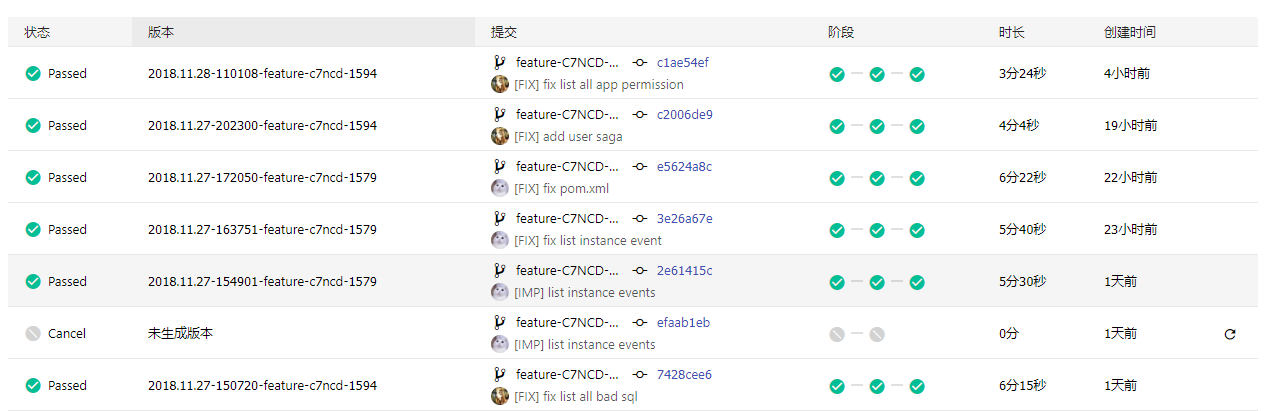 状态 版本 提交 阶段 时长 创建时间
Passed 2018.11.28-110108-feature-c7ncd-1594 feature-C7NCD-... c1ae54ef 3分24秒 4小时前
[FIX] fix list all app permission
Passed 2018.11.27-202300-feature-c7ncd-1594 feature-C7NCD-... c2006de9 4分4秒 19小时前
[FIX] add user saga
Passed 2018.11.27-172050-feature-c7ncd-1579 feature-C7NCD-... e5624a8c 6分22秒 22小时前
[FIX] fix pom.xml
Passed 2018.11.27-163751-feature-c7ncd-1579 feature-C7NCD-... 3e26a67e 5分40秒 23小时前
[FIX] fix list instance event
Passed 2018.11.27-154901-feature-c7ncd-1579 feature-C7NCD-... 2e61415c 5分30秒 1天前
[IMP] list instance events
Cancel 未生成版本 feature-C7NCD-... efaab1eb 0分 1天前
[IMP] list instance events
Passed 2018.11.27-150720-feature-c7ncd-1594 feature-C7NCD-... 7428cee6 6分15秒 1天前
[FIX] fix list all bad sql